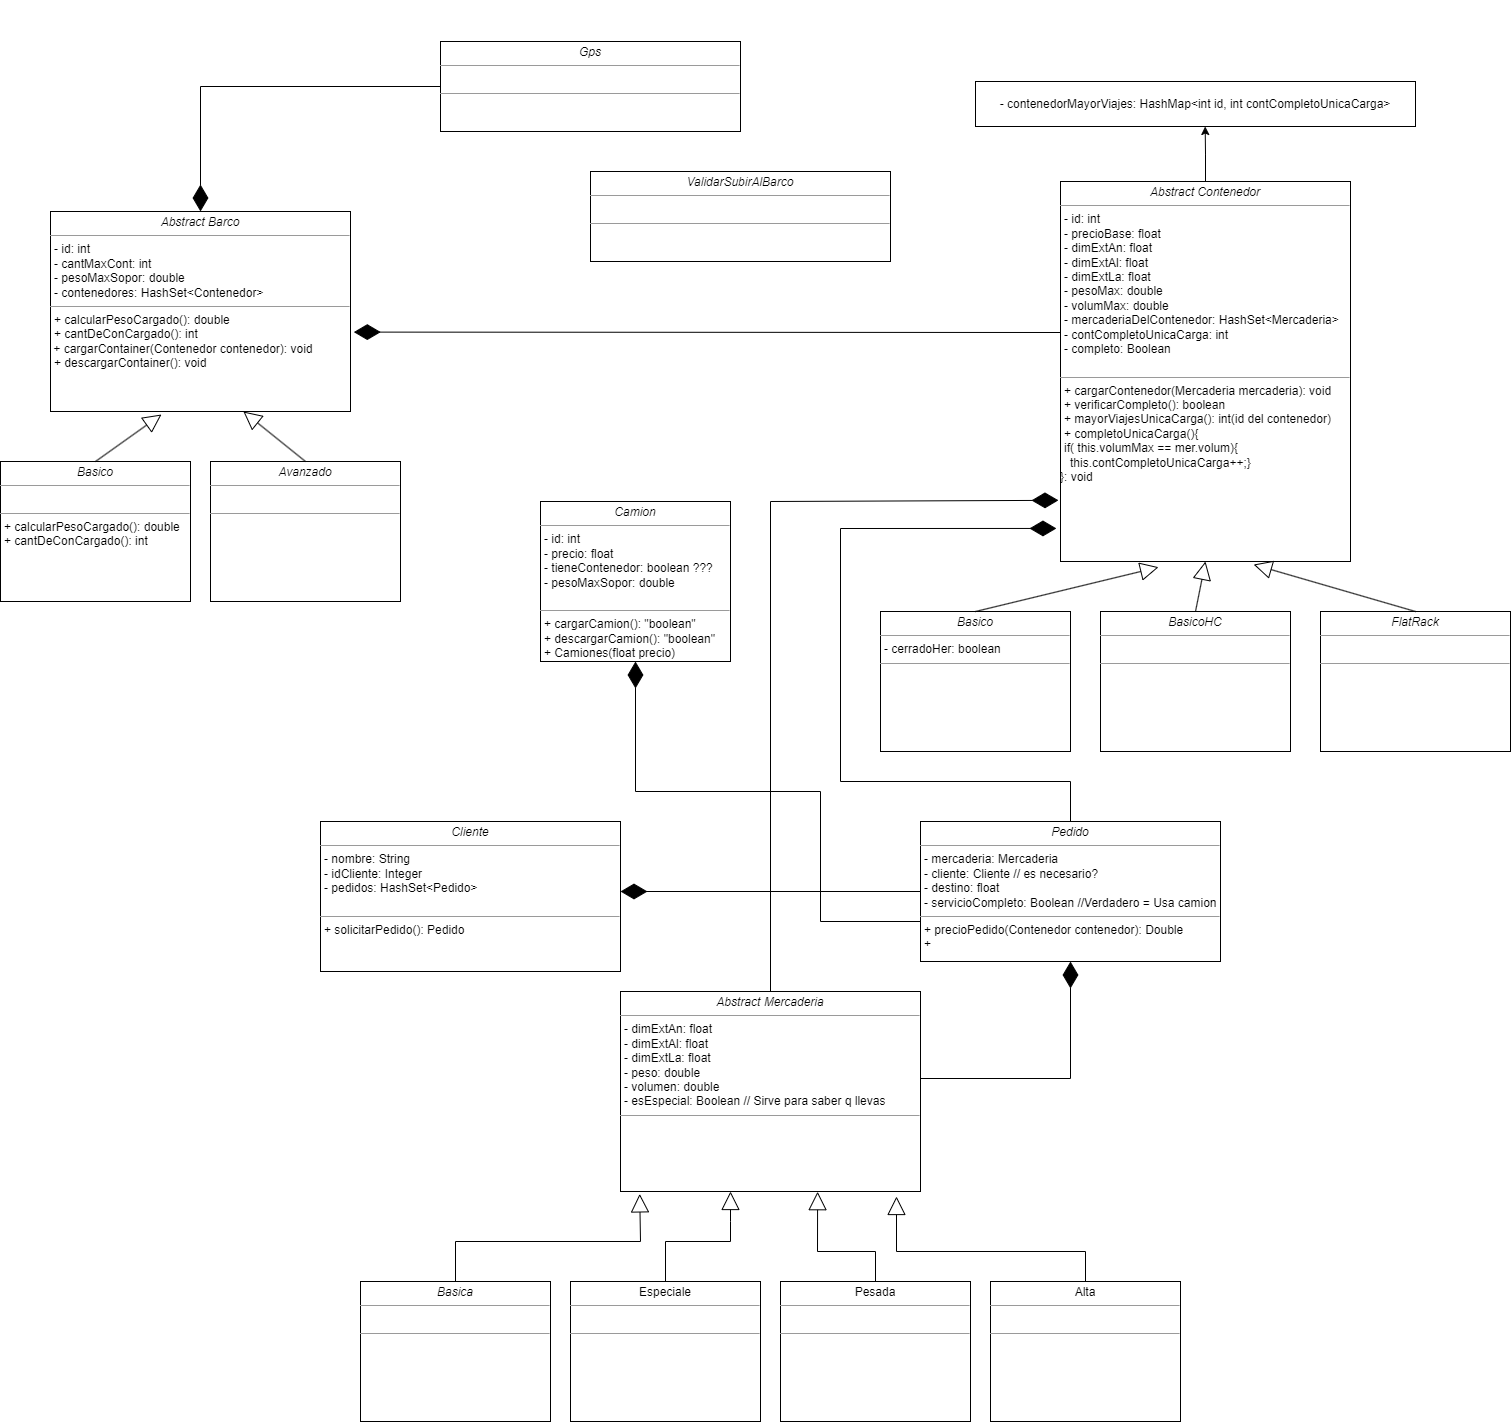 Gps
- contenedorMayorViajes: HashMap<int id, int contCompletoUnicaCarga>
ValidarSubirAlBarco
Abstract Barco
- id: int
- cantMaxCont: int
- pesoMaxSopor: double
- contenedores: HashSet<Contenedor>
+ calcularPesoCargado(): double
+ cantDeConCargado(): int
+ cargarContainer(Contenedor contenedor): void
+ descargarContainer(): void
Abstract Contenedor
- id: int
- precioBase: float
- dimExtAn: float
- dimExtAl: float
- dimExtLa: float
- pesoMax: double
- volumMax: double
- mercaderiaDelContenedor: HashSet<Mercaderia>
- contCompletoUnicaCarga: int
- completo: Boolean
+ cargarContenedor(Mercaderia mercaderia): void
+ verificarCompleto(): boolean
+ mayorViajesUnicaCarga(): int(id del contenedor)
+ completoUnicaCarga(){
if( this.volumMax == mer.volum){
this.contCompletoUnicaCarga++;}
}: void
Basico
+ calcularPesoCargado(): double
+ cantDeConCargado(): int
Avanzado
Camion
- id: int
- precio: float
- tieneContenedor: boolean ???
- pesoMaxSopor: double
+ cargarCamion(): "boolean"
+ descargarCamion(): "boolean"
+ Camiones(float precio)
Basico
- cerradoHer: boolean
BasicoHC
FlatRack
Cliente
- nombre: String
- idCliente: Integer
- pedidos: HashSet<Pedido>
+ solicitarPedido(): Pedido
Pedido
- mercaderia: Mercaderia
- cliente: Cliente // es necesario?
- destino: float
- servicioCompleto: Boolean //Verdadero = Usa camion
+ precioPedido(Contenedor contenedor): Double
+
Abstract Mercaderia
- dimExtAn: float
- dimExtAl: float
- dimExtLa: float
- peso: double
- volumen: double
- esEspecial: Boolean // Sirve para saber q llevas
Basica
Especiale
Pesada
Alta